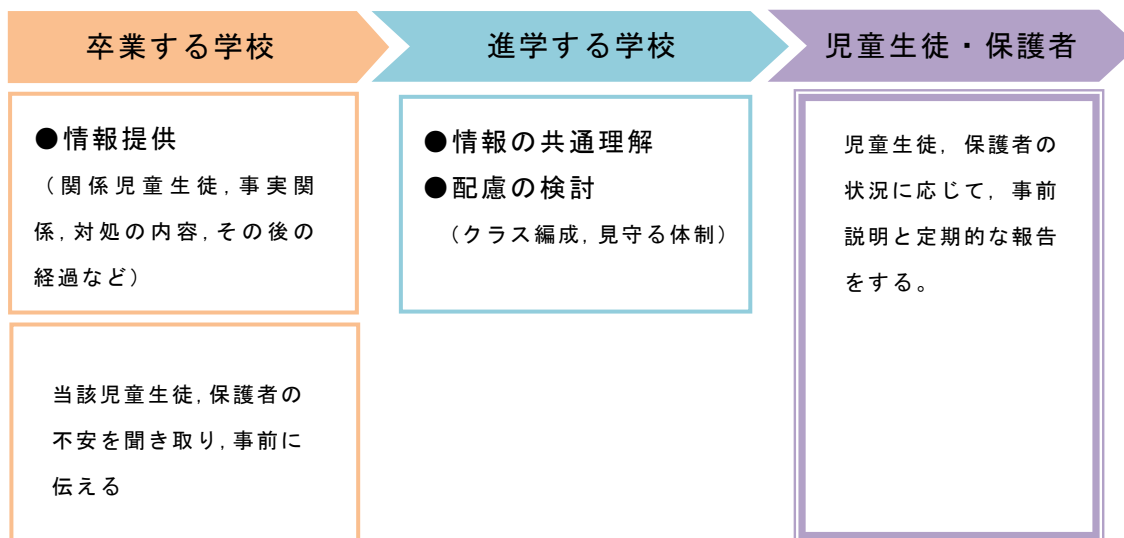 卒業する学校
進学する学校
児童生徒・保護者
●情報提供
（関係児童生徒,事実関
係,対処の内容,その後の
経過など）
当該児童生徒,保護者の
不安を聞き取り,事前に
伝える
●情報の共通理解
●配慮の検討
（クラス編成,見守る体制）
児童生徒，保護者の
状況に応じて，事前
説明と定期的な報告
をする。